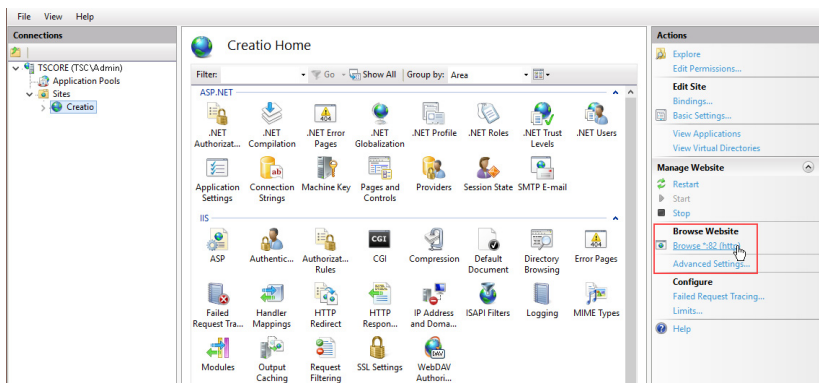 File View Help
Connections
TSCORE (TSC\Admin)
Application Pools
Sites
Creatio
Creatio Home
Filter: Go Show All Group by: Area
ASP.NET
.NET Authorizat...
.NET Compilation
.NET Error Pages
.NET Globalization
.NET Profile
.NET Roles
.NET Trust Levels
.NET Users
Application Settings
Connection Strings
Machine Key
Pages and Controls
Providers
Session State
SMTP E-mail
IIS
ASP
Authentic...
Authorizat... Rules
CGI
Compression
Default Document
Directory Browsing
Error Pages
Failed Request Tra...
Handler Mappings
HTTP Redirect
HTTP Respon...
IP Address and Doma...
ISAPI Filters
Logging
MIME Types
Modules
Output Caching
Request Filtering
SSL Settings
WebDAV Authori...
Actions
Explore
Edit Permissions...
Edit Site
Bindings...
Basic Settings...
View Applications
View Virtual Directories
Manage Website
Restart
Start
Stop
Browse Website
Browse *:82 (http)
Advanced Settings...
Configure
Failed Request Tracing...
Limits...
Help